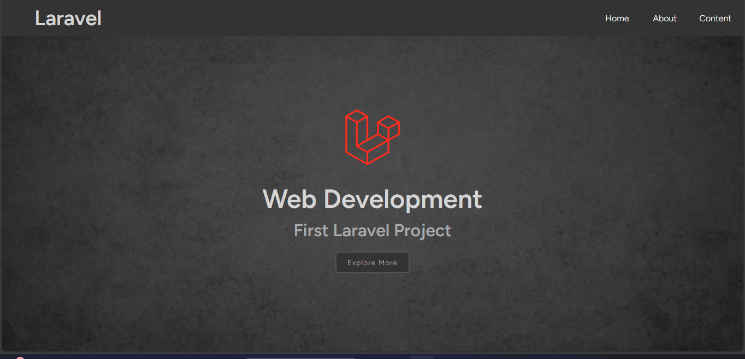 Laravel
Home About Content
Web Development
First Laravel Project
Explore More